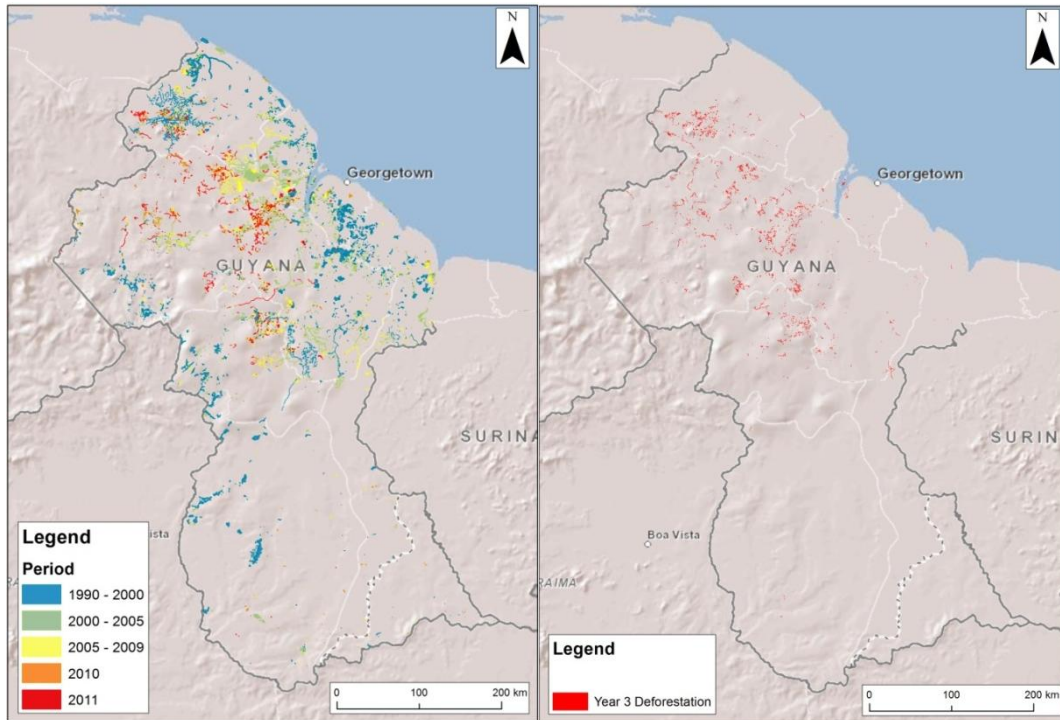 N
Georgetown
GUYANA
SURINA
ista
Legend
Period
1990 - 2000
2000 - 2005
2005 - 2009
2010
2011
0 100 200 km
N
Georgetown
GUYANA
SURIN
Boa Vista
RAIMA
Legend
Year 3 Deforestation
0 100 200 km